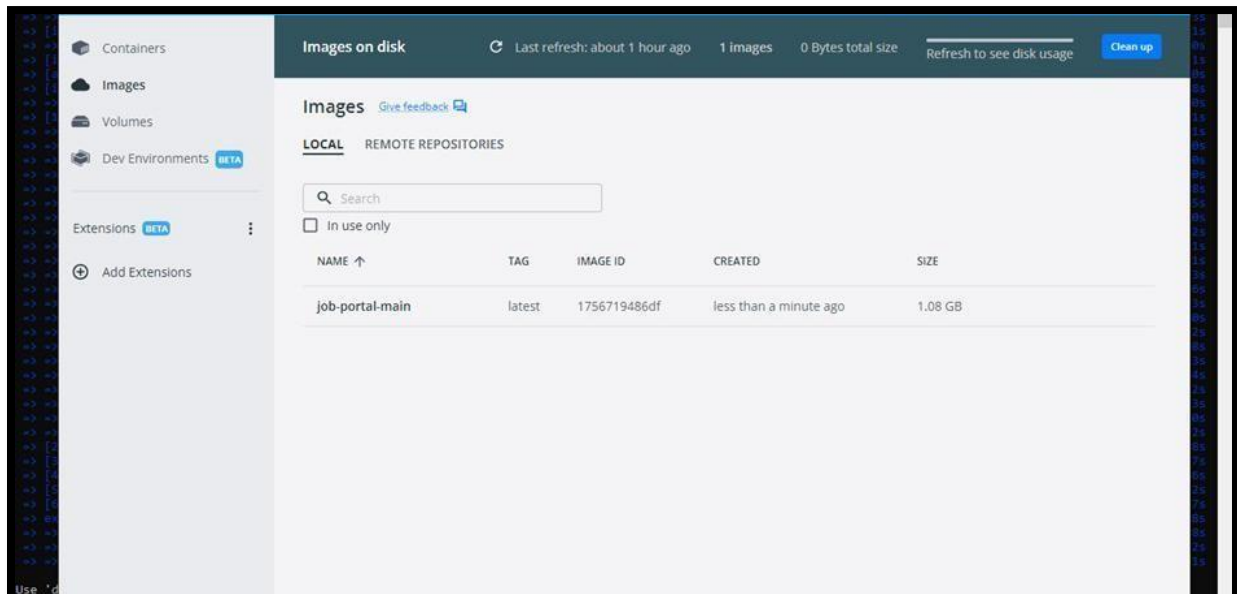 Containers
Images
Volumes
Dev Environments BETA
Extensions BETA
Add Extensions
Images on disk Last refresh: about 1 hour ago 1 images 0 Bytes total size Refresh to see disk usage Clean up
Images Give feedback
LOCAL REMOTE REPOSITORIES
Search
In use only
NAME TAG IMAGE ID CREATED SIZE
job-portal-main latest 1756719486df less than a minute ago 1.08 GB
Use 'd